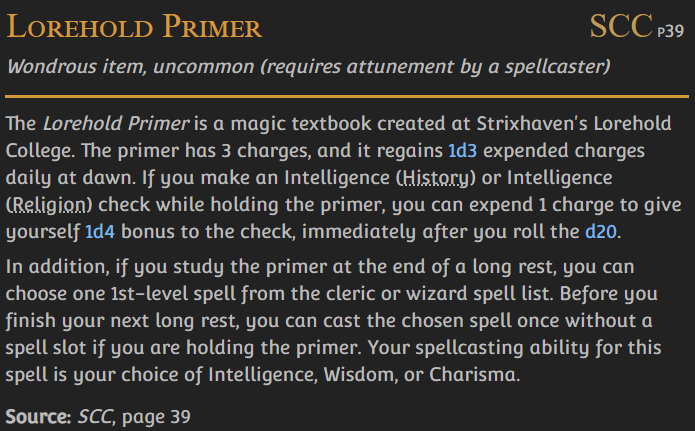 Lorehold Primer SCC P39
Wondrous item, uncommon (requires attunement by a spellcaster)
The Lorehold Primer is a magic textbook created at Strixhaven's Lorehold
College. The primer has 3 charges, and it regains 1d3 expended charges
daily at dawn. If you make an Intelligence (History) or Intelligence
(Religion) check while holding the primer, you can expend 1 charge to give
yourself 1d4 bonus to the check, immediately after you roll the d20.
In addition, if you study the primer at the end of a long rest, you can
choose one 1st-level spell from the cleric or wizard spell list. Before you
finish your next long rest, you can cast the chosen spell once without a
spell slot if you are holding the primer. Your spellcasting ability for this
spell is your choice of Intelligence, Wisdom, or Charisma.
Source: SCC, page 39